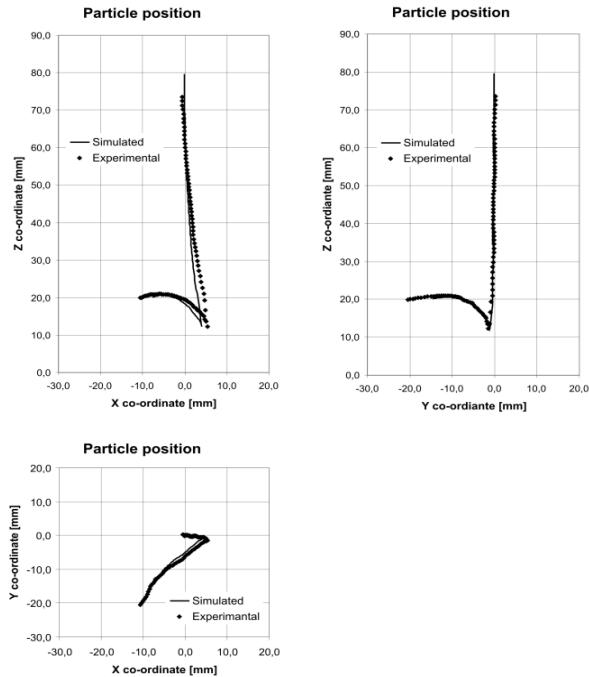 Particle position
90,0
80,0
70,0
60,0
50,0
40,0
30,0
20,0
10,0
0,0
Z co-ordinate [mm]
Simulated
Experimental
-30,0 -20,0 -10,0 0,0 10,0 20,0
X co-ordinate [mm]
Particle position
90,0
80,0
70,0
60,0
50,0
40,0
30,0
20,0
10,0
0,0
Z co-ordiante [mm]
Simulated
Experimental
-30,0 -20,0 -10,0 0,0 10,0 20,0
Y co-ordiante [mm]
Particle position
20,0
10,0
0,0
-10,0
-20,0
-30,0
Y co-ordinate [mm]
Simulated
Experimantal
-30,0 -20,0 -10,0 0,0 10,0 20,0
X co-ordinate [mm]